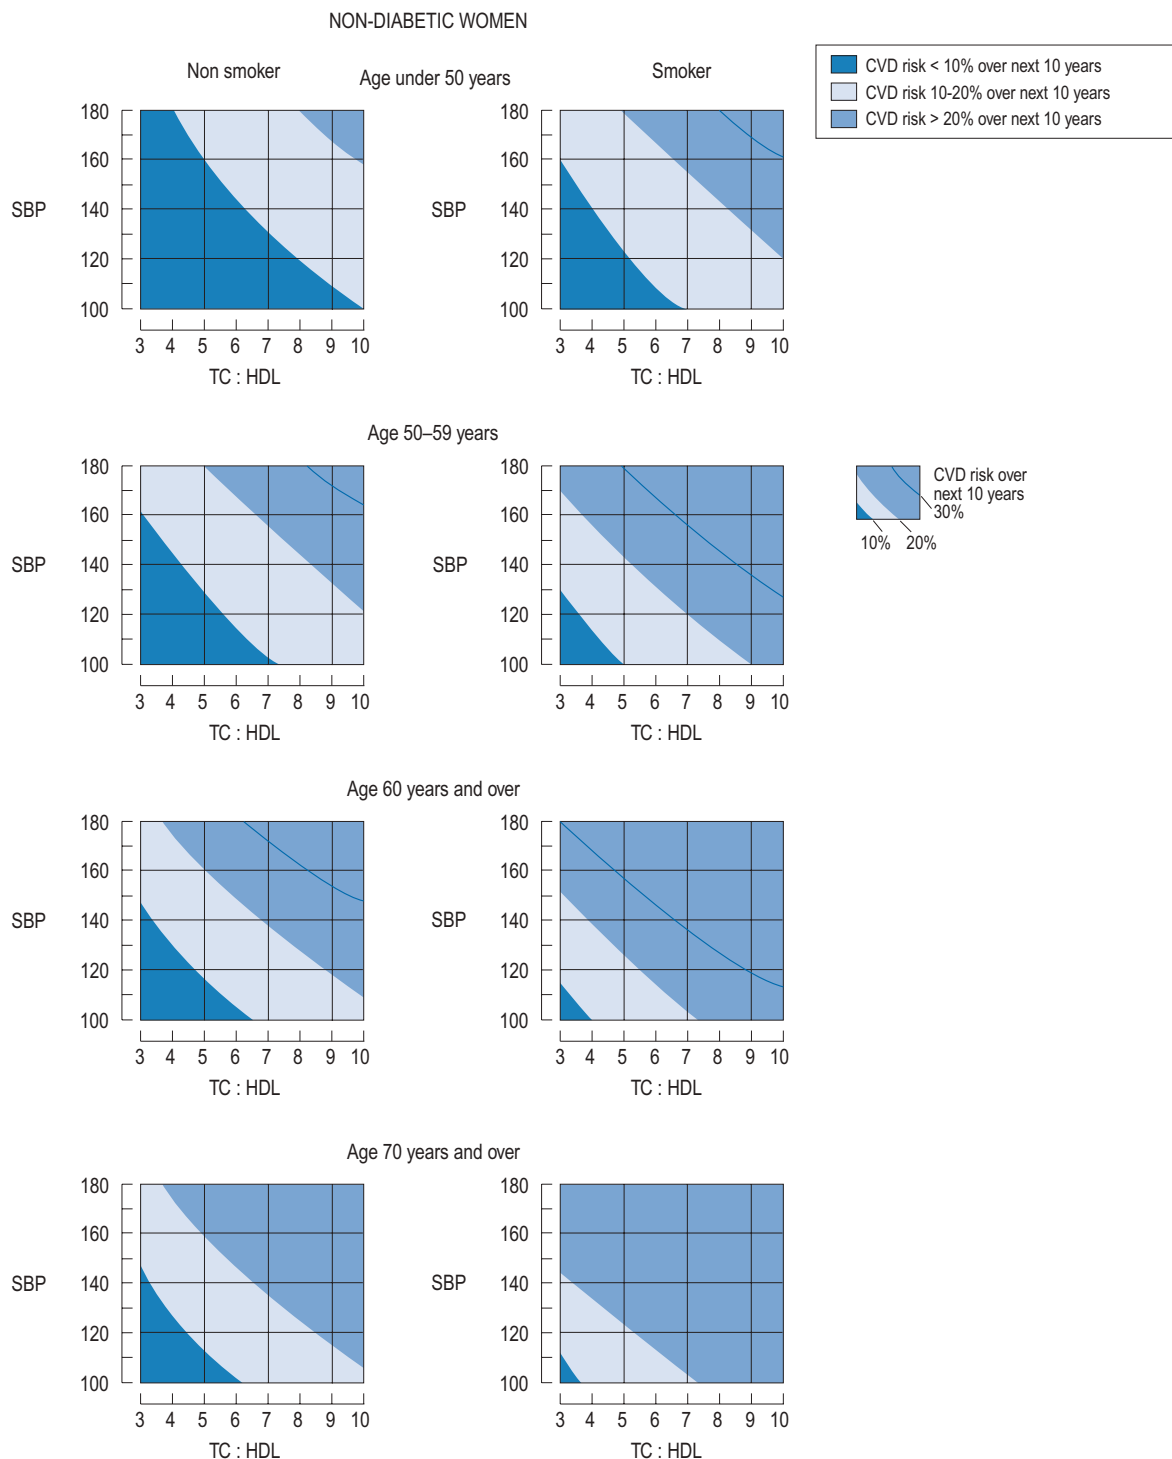 NON-DIABETIC WOMEN
Non smoker
Age under 50 years
Smoker
CVD risk < 10% over next 10 years
CVD risk 10-20% over next 10 years
CVD risk > 20% over next 10 years
SBP
180
160
140
120
100
3 4 5 6 7 8 9 10
TC : HDL
SBP
180
160
140
120
100
3 4 5 6 7 8 9 10
TC : HDL
Age 50–59 years
SBP
180
160
140
120
100
3 4 5 6 7 8 9 10
TC : HDL
SBP
180
160
140
120
100
3 4 5 6 7 8 9 10
TC : HDL
CVD risk over
next 10 years
30%
10% 20%
Age 60 years and over
SBP
180
160
140
120
100
3 4 5 6 7 8 9 10
TC : HDL
SBP
180
160
140
120
100
3 4 5 6 7 8 9 10
TC : HDL
Age 70 years and over
SBP
180
160
140
120
100
3 4 5 6 7 8 9 10
TC : HDL
SBP
180
160
140
120
100
3 4 5 6 7 8 9 10
TC : HDL